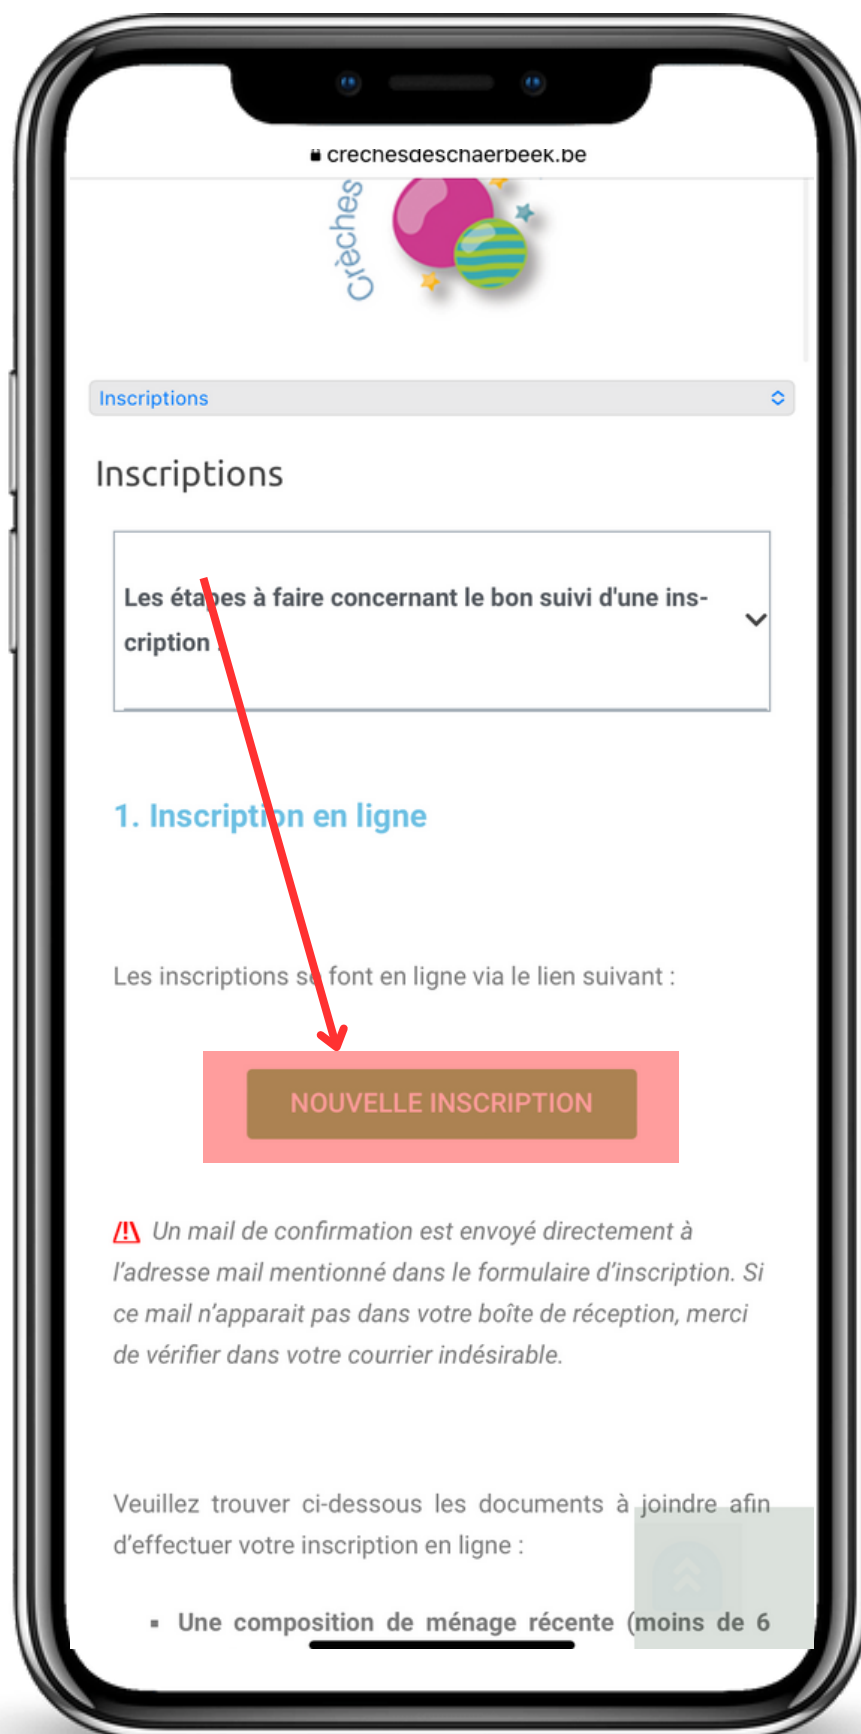 crechesdeschaerbeek.be
Crèches
Inscriptions
Inscriptions
Les étapes à faire concernant le bon suivi d'une ins-
cription :
1. Inscription en ligne
Les inscriptions se font en ligne via le lien suivant :
NOUVELLE INSCRIPTION
/!\ Un mail de confirmation est envoyé directement à
l’adresse mail mentionné dans le formulaire d’inscription. Si
ce mail n’apparait pas dans votre boîte de réception, merci
de vérifier dans votre courrier indésirable.
Veuillez trouver ci-dessous les documents à joindre afin
d’effectuer votre inscription en ligne :
▪ Une composition de ménage récente (moins de 6